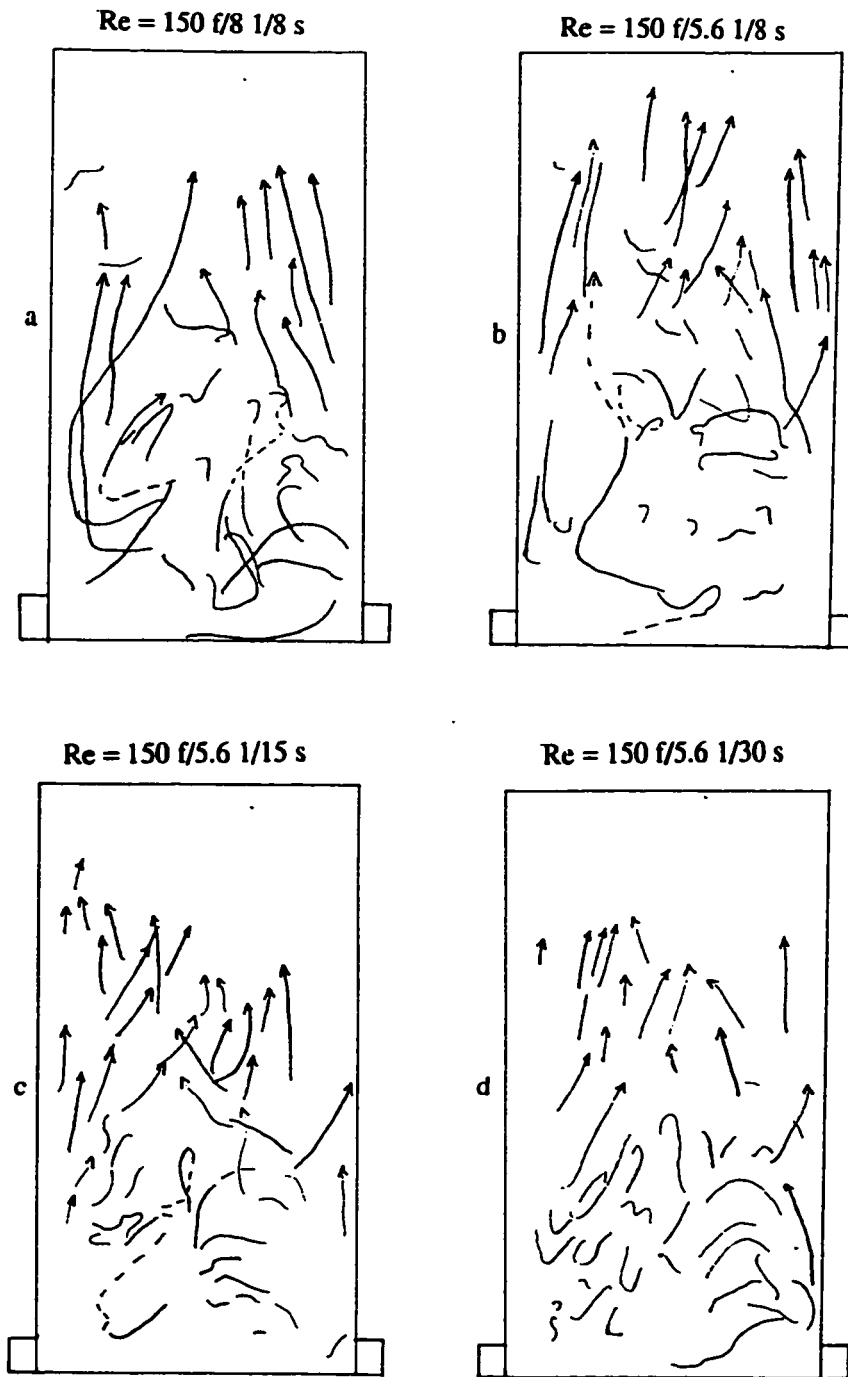 Re = 150 f/8 1/8 s
Re = 150 f/5.6 1/8 s
a
b
Re = 150 f/5.6 1/15 s
Re = 150 f/5.6 1/30 s
c
d